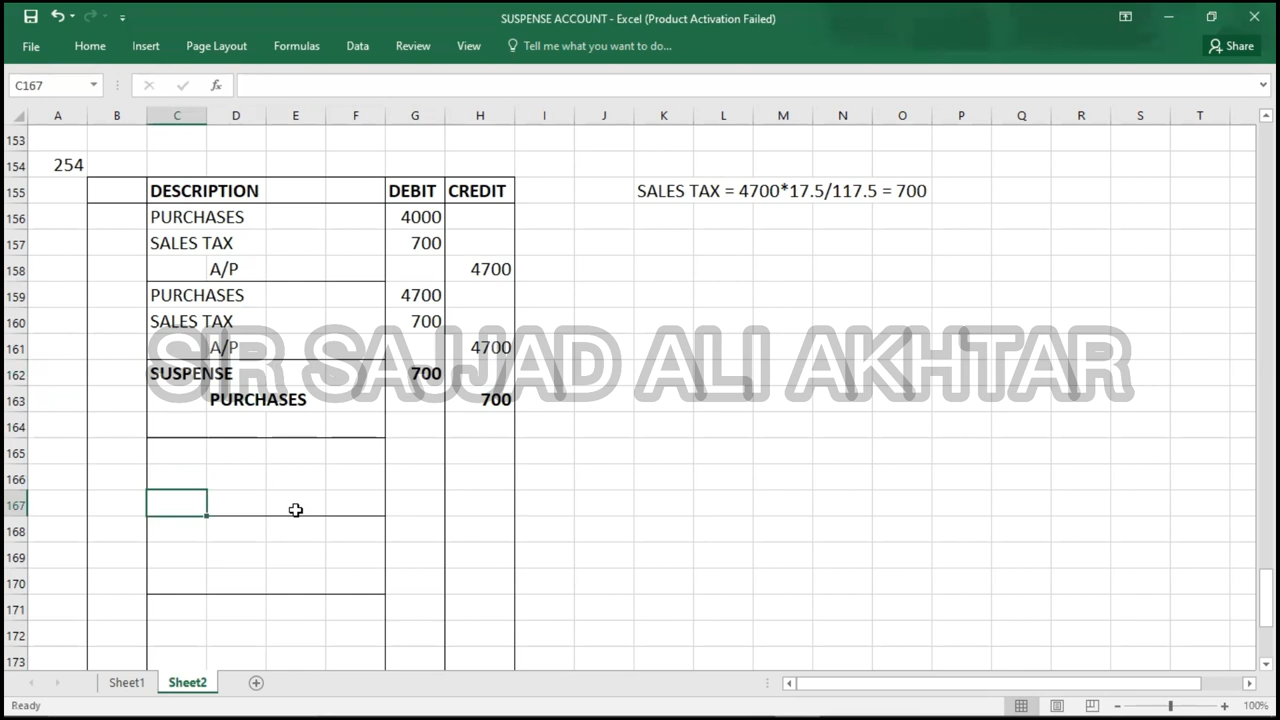 SUSPENSE ACCOUNT - Excel (Product Activation Failed)
File Home Insert Page Layout Formulas Data Review View Tell me what you want to do... Share
C167 fx
A B C D E F G H I J K L M N O P Q R S T
153
154 254
155 DESCRIPTION DEBIT CREDIT SALES TAX = 4700*17.5/117.5 = 700
156 PURCHASES 4000
157 SALES TAX 700
158 A/P 4700
159 PURCHASES 4700
160 SALES TAX 700
161 A/P 4700
SIR SAJJAD ALI AKHTAR
162 SUSPENSE 700
163 PURCHASES 700
164
165
166
167
168
169
170
171
172
173
Sheet1 Sheet2
Ready 100%